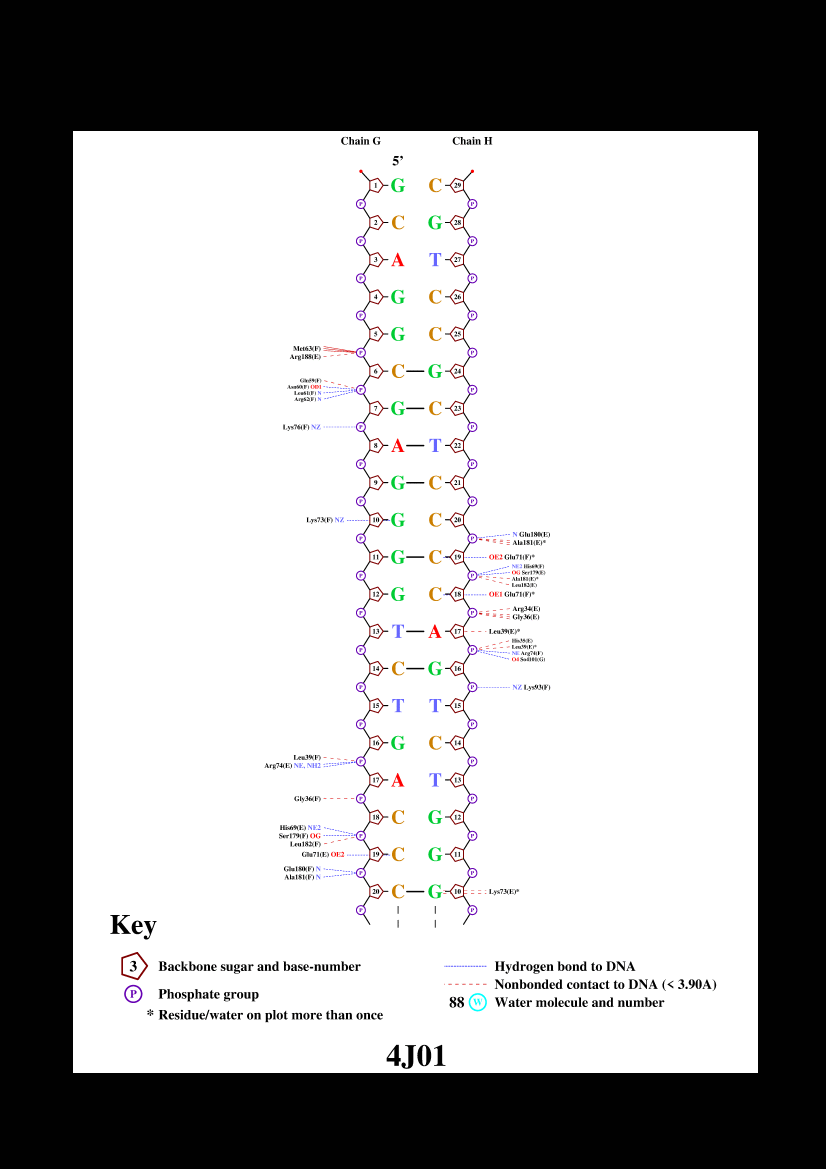 Chain G Chain H
5’
1 G C 29
P P
2 C G 28
P P
3 A T 27
P P
4 G C 26
P P
5 G C 25
Met63(F)
P P
Arg188(E)
6 C G 24
Glu59(F)
Asn60(F) OD1
P P
Leu61(F) N
Arg62(F) N
7 G C 23
Lys76(F) NZ P P
8 A T 22
P P
9 G C 21
P P
Lys73(F) NZ 10 G C 20
P P N Glu180(E)
Ala181(E)*
11 G C 19 OE2 Glu71(F)*
NE2 His69(F)
P P OG Ser179(E)
Ala181(E)*
Leu182(E)
12 G C 18 OE1 Glu71(F)*
Arg34(E)
P P
Gly36(E)
13 T A 17 Leu39(E)*
His35(E)
P P Leu39(E)*
NE Arg74(F)
O4 So4101(G)
14 C G 16
P P NZ Lys93(F)
15 T T 15
P P
16 G C 14
Leu39(F)
P P
Arg74(E) NE, NH2
17 A T 13
Gly36(F) P P
18 C G 12
His69(E) NE2
Ser179(F) OG P P
Leu182(F)
Glu71(E) OE2 19 C G 11
Glu180(F) N
P P
Ala181(F) N
20 C G 10 Lys73(E)*
P P
Key
3 Backbone sugar and base-number
P Phosphate group
* Residue/water on plot more than once
Hydrogen bond to DNA
Nonbonded contact to DNA (< 3.90A)
88 W Water molecule and number
4J01